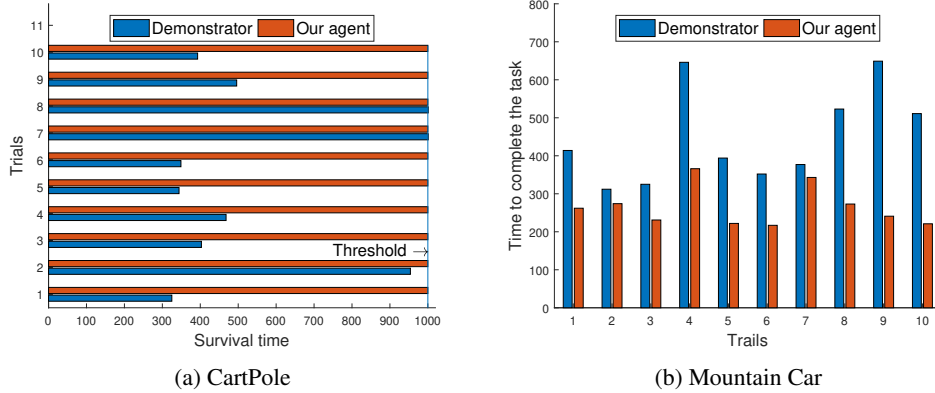 Demonstrator Our agent
11
10
9
8
7
6
5
4
3
2
1
Trials
Threshold
0 100 200 300 400 500 600 700 800 900 1000
Survival time
(a) CartPole
Demonstrator Our agent
800
700
600
500
400
300
200
100
0
Time to complete the task
1 2 3 4 5 6 7 8 9 10
Trails
(b) Mountain Car